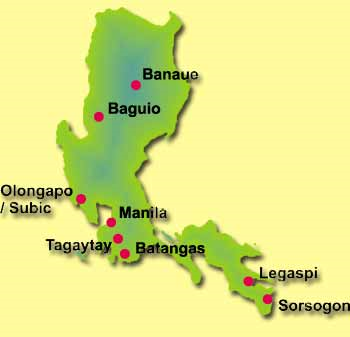 Banaue
Baguio
Olongapo
/ Subic
Manila
Tagaytay
Batangas
Legaspi
Sorsogon